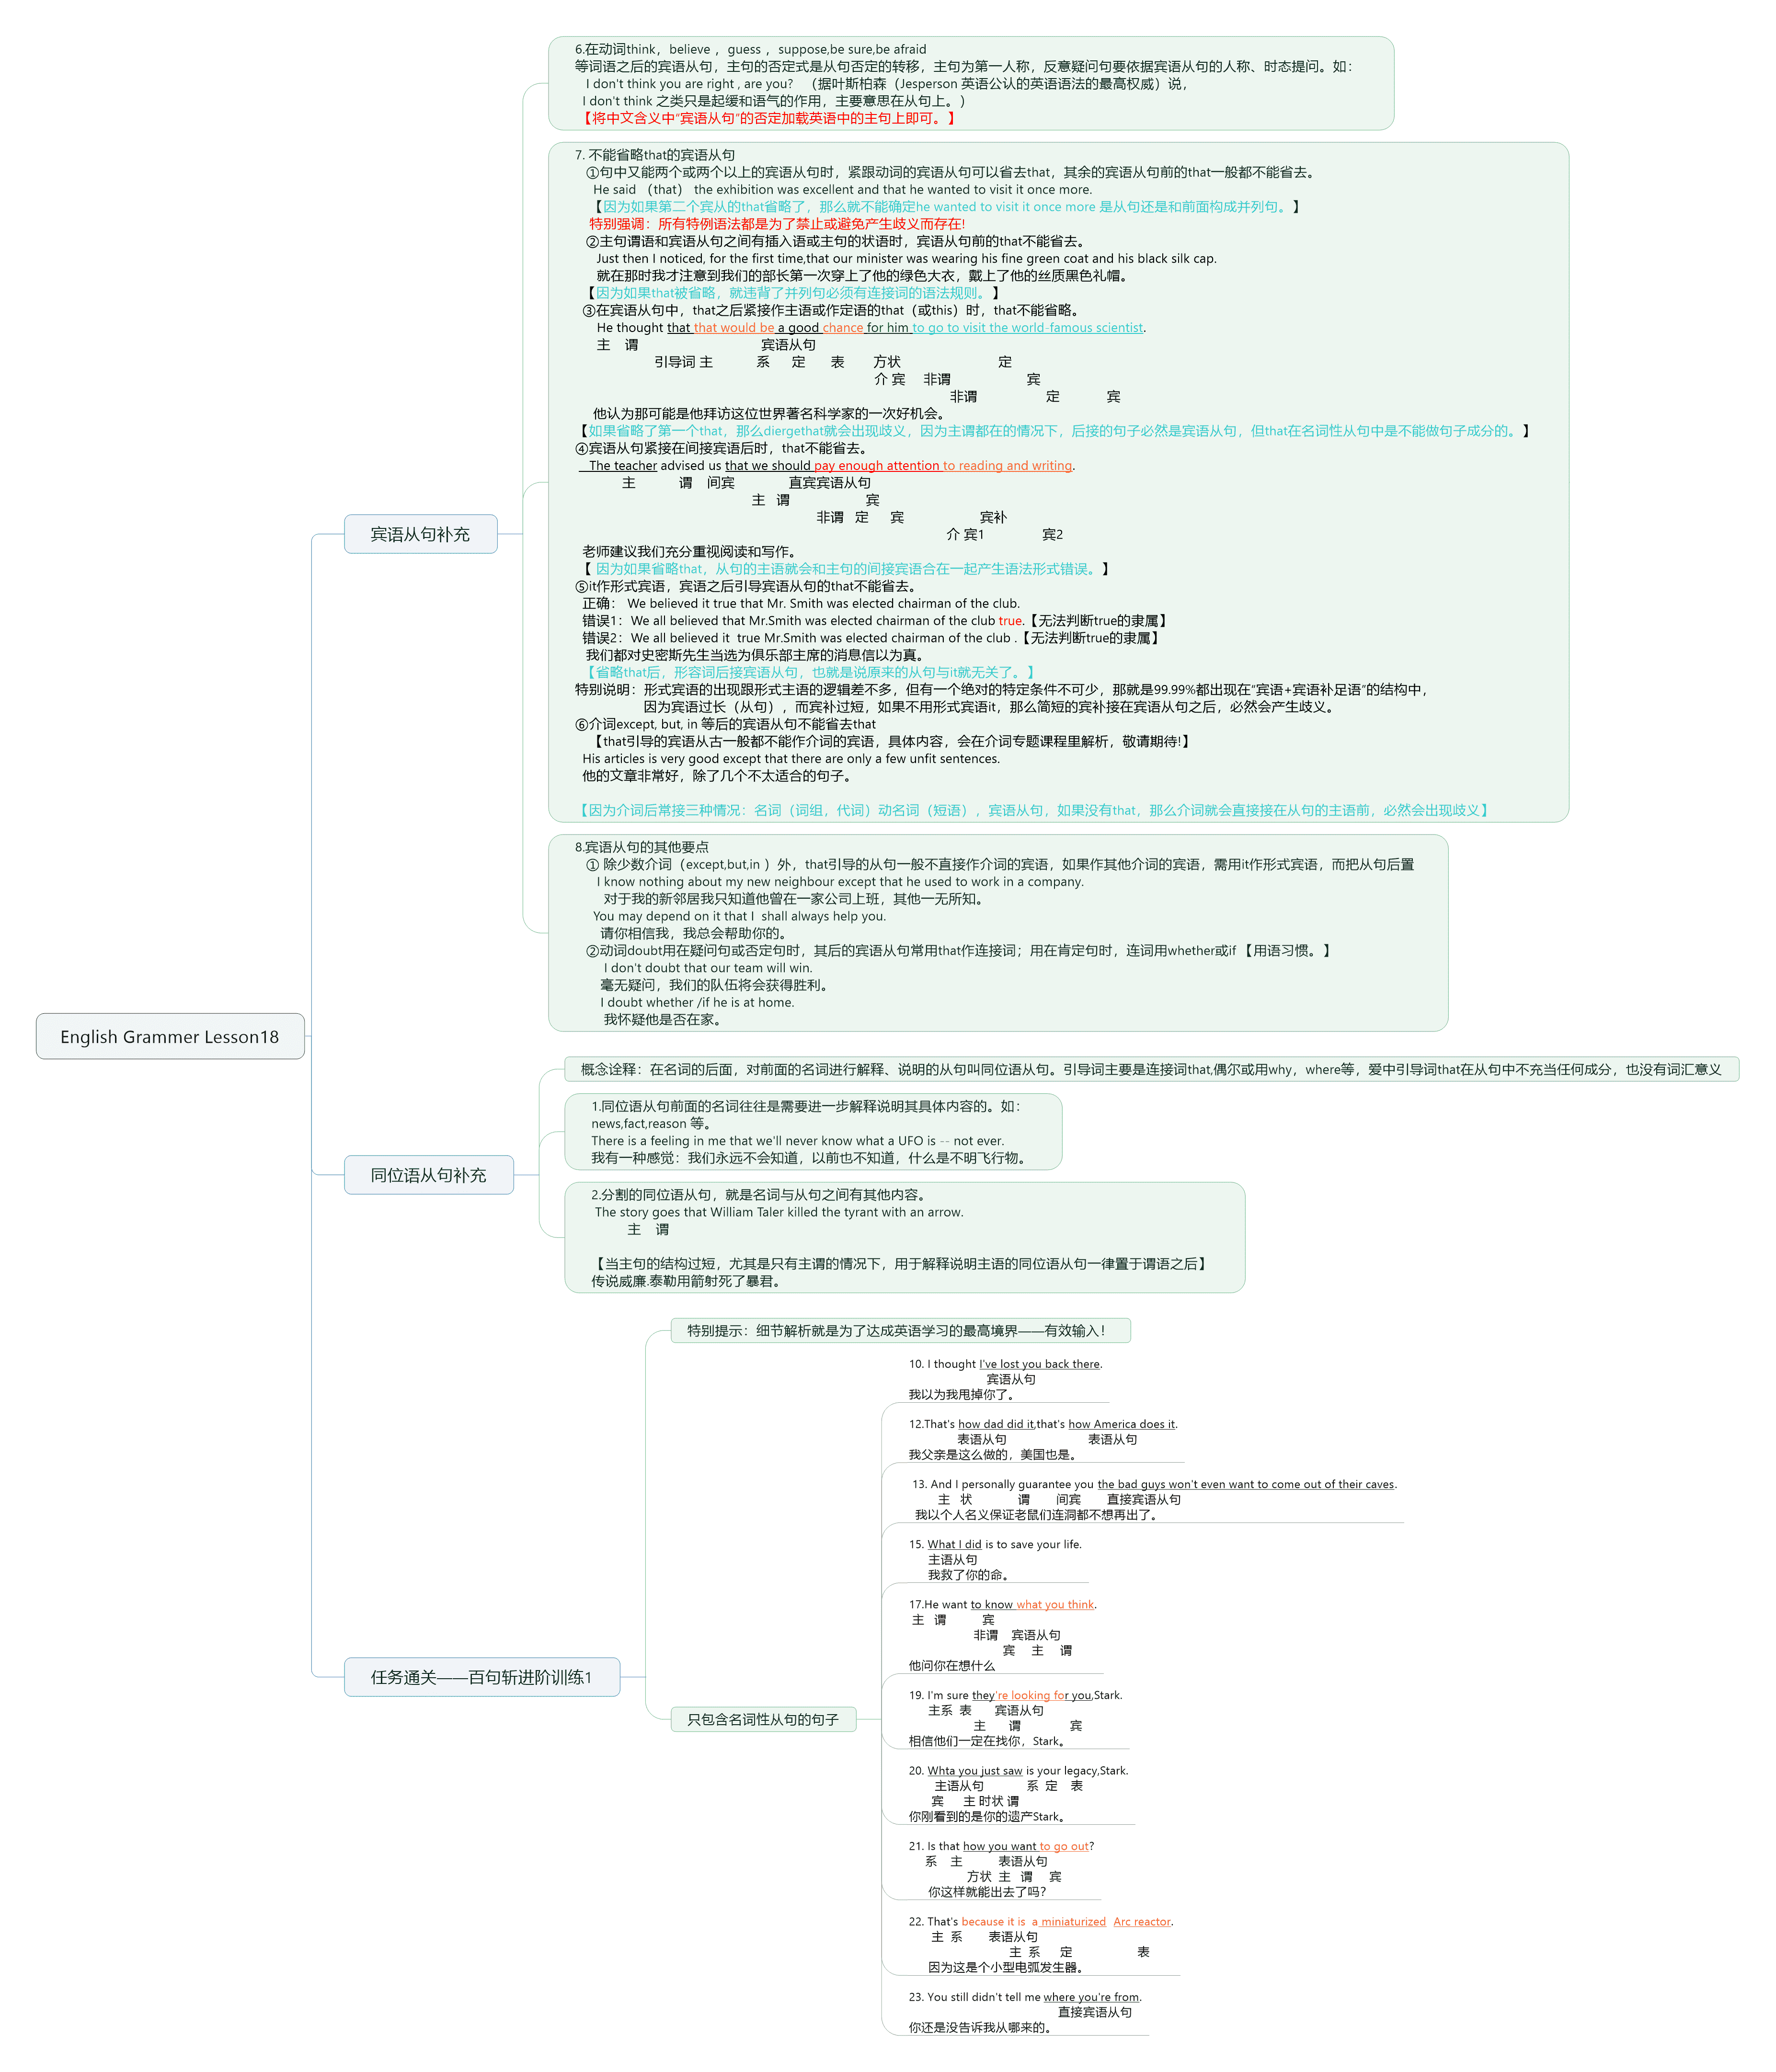 English Grammer Lesson18
宾语从句补充
6.在动词think，believe ，guess ，suppose,be sure,be afraid
等词语之后的宾语从句，主句的否定式是从句否定的转移，主句为第一人称，反意疑问句要依据宾语从句的人称、时态提问。如：
I don't think you are right , are you? （据叶斯柏森（Jesperson 英语公认的英语语法的最高权威）说，
I don't think 之类只是起缓和语气的作用，主要意思在从句上。）
【将中文含义中“宾语从句”的否定加载英语中的主句上即可。】
7. 不能省略that的宾语从句
①句中又能两个或两个以上的宾语从句时，紧跟动词的宾语从句可以省去that，其余的宾语从句前的that一般都不能省去。
He said （that） the exhibition was excellent and that he wanted to visit it once more.
【因为如果第二个宾从的that省略了，那么就不能确定he wanted to visit it once more 是从句还是和前面构成并列句。】
特别强调：所有特例语法都是为了禁止或避免产生歧义而存在!
②主句谓语和宾语从句之间有插入语或主句的状语时，宾语从句前的that不能省去。
Just then I noticed, for the first time,that our minister was wearing his fine green coat and his black silk cap.
就在那时我才注意到我们的部长第一次穿上了他的绿色大衣，戴上了他的丝质黑色礼帽。
【因为如果that被省略，就违背了并列句必须有连接词的语法规则。】
③在宾语从句中，that之后紧接作主语或作定语的that（或this）时，that不能省略。
He thought that that would be a good chance for him to go to visit the world-famous scientist.
主 谓 宾语从句
引导词 主 系 定 表 方状 定
介 宾 非谓 宾
非谓 定 宾
他认为那可能是他拜访这位世界著名科学家的一次好机会。
【如果省略了第一个that，那么diergethat就会出现歧义，因为主谓都在的情况下，后接的句子必然是宾语从句，但that在名词性从句中是不能做句子成分的。】
④宾语从句紧接在间接宾语后时，that不能省去。
The teacher advised us that we should pay enough attention to reading and writing.
主 谓 间宾 直宾宾语从句
主 谓 宾
非谓 定 宾 宾补
介 宾1 宾2
老师建议我们充分重视阅读和写作。
【 因为如果省略that，从句的主语就会和主句的间接宾语合在一起产生语法形式错误。】
⑤it作形式宾语，宾语之后引导宾语从句的that不能省去。
正确： We believed it true that Mr. Smith was elected chairman of the club.
错误1：We all believed that Mr.Smith was elected chairman of the club true.【无法判断true的隶属】
错误2：We all believed it true Mr.Smith was elected chairman of the club .【无法判断true的隶属】
我们都对史密斯先生当选为俱乐部主席的消息信以为真。
【省略that后，形容词后接宾语从句，也就是说原来的从句与it就无关了。】
特别说明：形式宾语的出现跟形式主语的逻辑差不多，但有一个绝对的特定条件不可少，那就是99.99%都出现在“宾语+宾语补足语”的结构中，
因为宾语过长（从句），而宾补过短，如果不用形式宾语it，那么简短的宾补接在宾语从句之后，必然会产生歧义。
⑥介词except, but, in 等后的宾语从句不能省去that
【that引导的宾语从古一般都不能作介词的宾语，具体内容，会在介词专题课程里解析，敬请期待!】
His articles is very good except that there are only a few unfit sentences.
他的文章非常好，除了几个不太适合的句子。
【因为介词后常接三种情况：名词（词组，代词）动名词（短语），宾语从句，如果没有that，那么介词就会直接接在从句的主语前，必然会出现歧义】
8.宾语从句的其他要点
① 除少数介词（except,but,in ）外，that引导的从句一般不直接作介词的宾语，如果作其他介词的宾语，需用it作形式宾语，而把从句后置
I know nothing about my new neighbour except that he used to work in a company.
对于我的新邻居我只知道他曾在一家公司上班，其他一无所知。
You may depend on it that I shall always help you.
请你相信我，我总会帮助你的。
②动词doubt用在疑问句或否定句时，其后的宾语从句常用that作连接词；用在肯定句时，连词用whether或if 【用语习惯。】
I don't doubt that our team will win.
毫无疑问，我们的队伍将会获得胜利。
I doubt whether /if he is at home.
我怀疑他是否在家。
同位语从句补充
概念诠释：在名词的后面，对前面的名词进行解释、说明的从句叫同位语从句。引导词主要是连接词that,偶尔或用why，where等，爱中引导词that在从句中不充当任何成分，也没有词汇意义
1.同位语从句前面的名词往往是需要进一步解释说明其具体内容的。如：
news,fact,reason 等。
There is a feeling in me that we'll never know what a UFO is -- not ever.
我有一种感觉：我们永远不会知道，以前也不知道，什么是不明飞行物。
2.分割的同位语从句，就是名词与从句之间有其他内容。
The story goes that William Taler killed the tyrant with an arrow.
主 谓
【当主句的结构过短，尤其是只有主谓的情况下，用于解释说明主语的同位语从句一律置于谓语之后】
传说威廉.泰勒用箭射死了暴君。
任务通关——百句斩进阶训练1
特别提示：细节解析就是为了达成英语学习的最高境界——有效输入！
只包含名词性从句的句子
10. I thought I've lost you back there.
宾语从句
我以为我甩掉你了。
12.That's how dad did it,that's how America does it.
表语从句 表语从句
我父亲是这么做的，美国也是。
13. And I personally guarantee you the bad guys won't even want to come out of their caves.
主 状 谓 间宾 直接宾语从句
我以个人名义保证老鼠们连洞都不想再出了。
15. What I did is to save your life.
主语从句
我救了你的命。
17.He want to know what you think.
主 谓 宾
非谓 宾语从句
宾 主 谓
他问你在想什么
19. I'm sure they're looking for you,Stark.
主系 表 宾语从句
主 谓 宾
相信他们一定在找你，Stark。
20. Whta you just saw is your legacy,Stark.
主语从句 系 定 表
宾 主 时状 谓
你刚看到的是你的遗产Stark。
21. Is that how you want to go out?
系 主 表语从句
方状 主 谓 宾
你这样就能出去了吗？
22. That's because it is a miniaturized Arc reactor.
主 系 表语从句
主 系 定 表
因为这是个小型电弧发生器。
23. You still didn't tell me where you're from.
直接宾语从句
你还是没告诉我从哪来的。